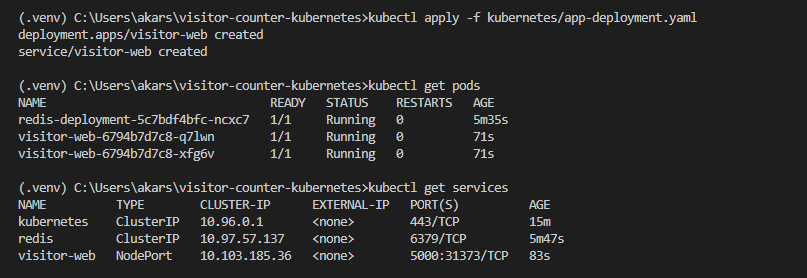 (.venv) C:\Users\akars\visitor-counter-kubernetes>kubectl apply -f kubernetes/app-deployment.yaml
deployment.apps/visitor-web created
service/visitor-web created
(.venv) C:\Users\akars\visitor-counter-kubernetes>kubectl get pods
NAME READY STATUS RESTARTS AGE
redis-deployment-5c7bdf4bfc-ncxc7 1/1 Running 0 5m35s
visitor-web-6794b7d7c8-q7lwn 1/1 Running 0 71s
visitor-web-6794b7d7c8-xfg6v 1/1 Running 0 71s
(.venv) C:\Users\akars\visitor-counter-kubernetes>kubectl get services
NAME TYPE CLUSTER-IP EXTERNAL-IP PORT(S) AGE
kubernetes ClusterIP 10.96.0.1 <none> 443/TCP 15m
redis ClusterIP 10.97.57.137 <none> 6379/TCP 5m47s
visitor-web NodePort 10.103.185.36 <none> 5000:31373/TCP 83s